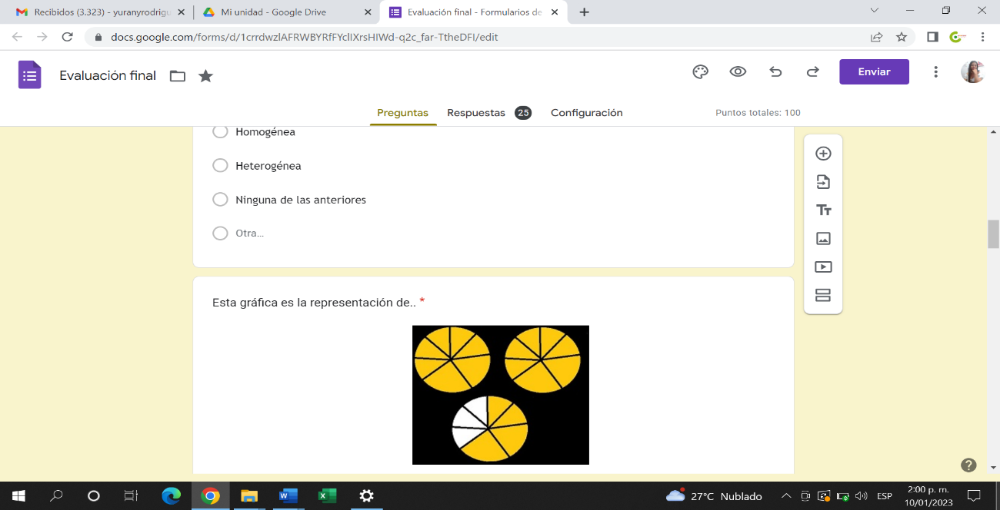 Recibidos (3.323) - yuranyrodrigu
Mi unidad - Google Drive
Evaluación final - Formularios de
docs.google.com/forms/d/1crrdwzlAFRWBYRfFYclIXrsHIWd-q2c_far-TtheDFI/edit
Evaluación final
Enviar
Preguntas
Respuestas 25
Configuración
Puntos totales: 100
Homogénea
Heterogénea
Ninguna de las anteriores
Otra...
Esta gráfica es la representación de.. *
27°C Nublado
ESP
2:00 p. m.
10/01/2023